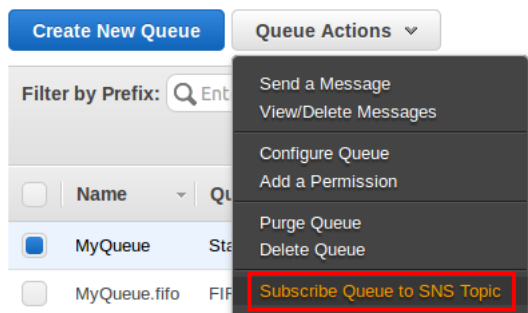 Create New Queue
Queue Actions
Filter by Prefix:
Send a Message
View/Delete Messages
Configure Queue
Add a Permission
Purge Queue
Delete Queue
Subscribe Queue to SNS Topic
Name
MyQueue
MyQueue.fifo